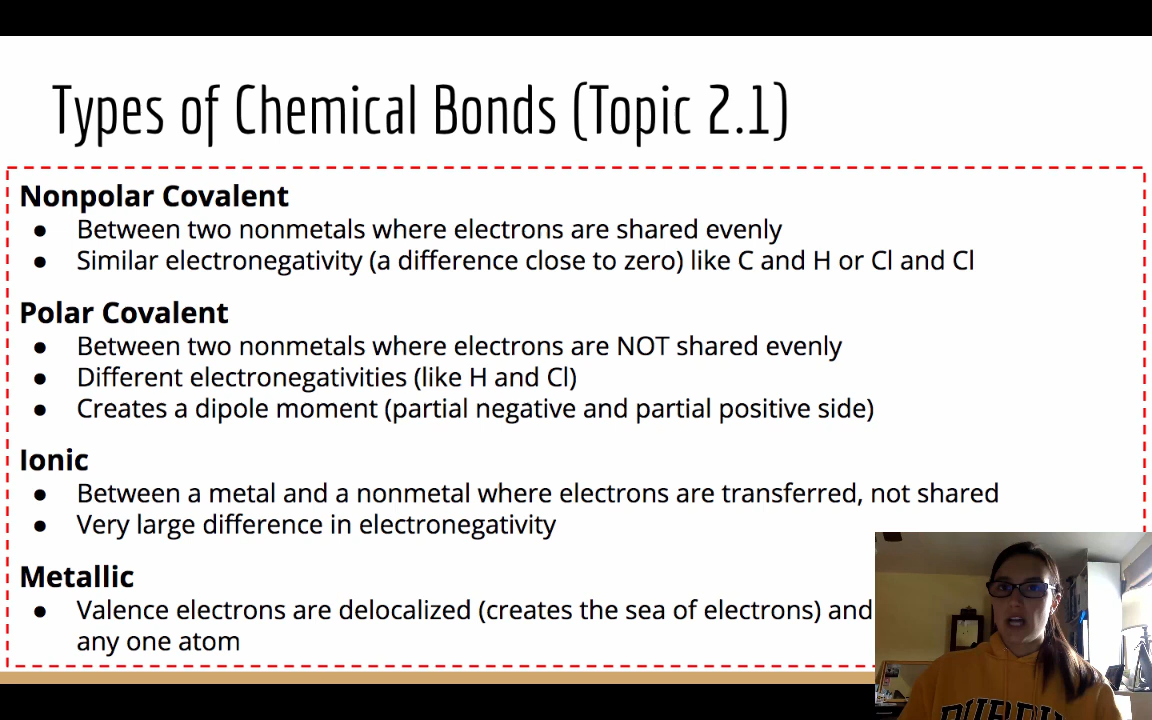 Types of Chemical Bonds (Topic 2.1)
Nonpolar Covalent
● Between two nonmetals where electrons are shared evenly
● Similar electronegativity (a difference close to zero) like C and H or Cl and Cl
Polar Covalent
● Between two nonmetals where electrons are NOT shared evenly
● Different electronegativities (like H and Cl)
● Creates a dipole moment (partial negative and partial positive side)
Ionic
● Between a metal and a nonmetal where electrons are transferred, not shared
● Very large difference in electronegativity
Metallic
● Valence electrons are delocalized (creates the sea of electrons) and
any one atom